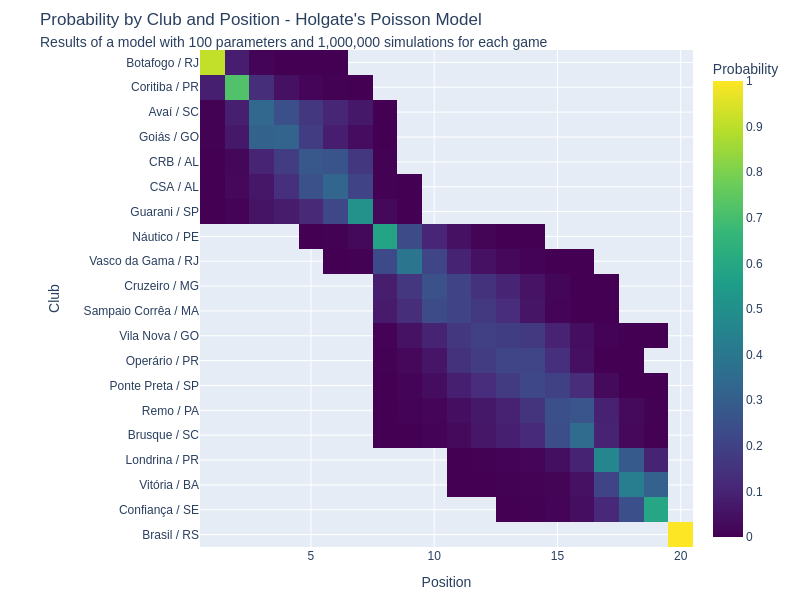 Probability by Club and Position - Holgate's Poisson Model
Results of a model with 100 parameters and 1,000,000 simulations for each game
Probability
Botafogo / RJ
Coritiba / PR
Avaí / SC
Goiás / GO
CRB / AL
CSA / AL
Guarani / SP
Náutico / PE
Vasco da Gama / RJ
Cruzeiro / MG
Sampaio Corrêa / MA
Vila Nova / GO
Operário / PR
Ponte Preta / SP
Remo / PA
Brusque / SC
Londrina / PR
Vitória / BA
Confiança / SE
Brasil / RS
Club
5
10
15
20
Position
1
0.9
0.8
0.7
0.6
0.5
0.4
0.3
0.2
0.1
0